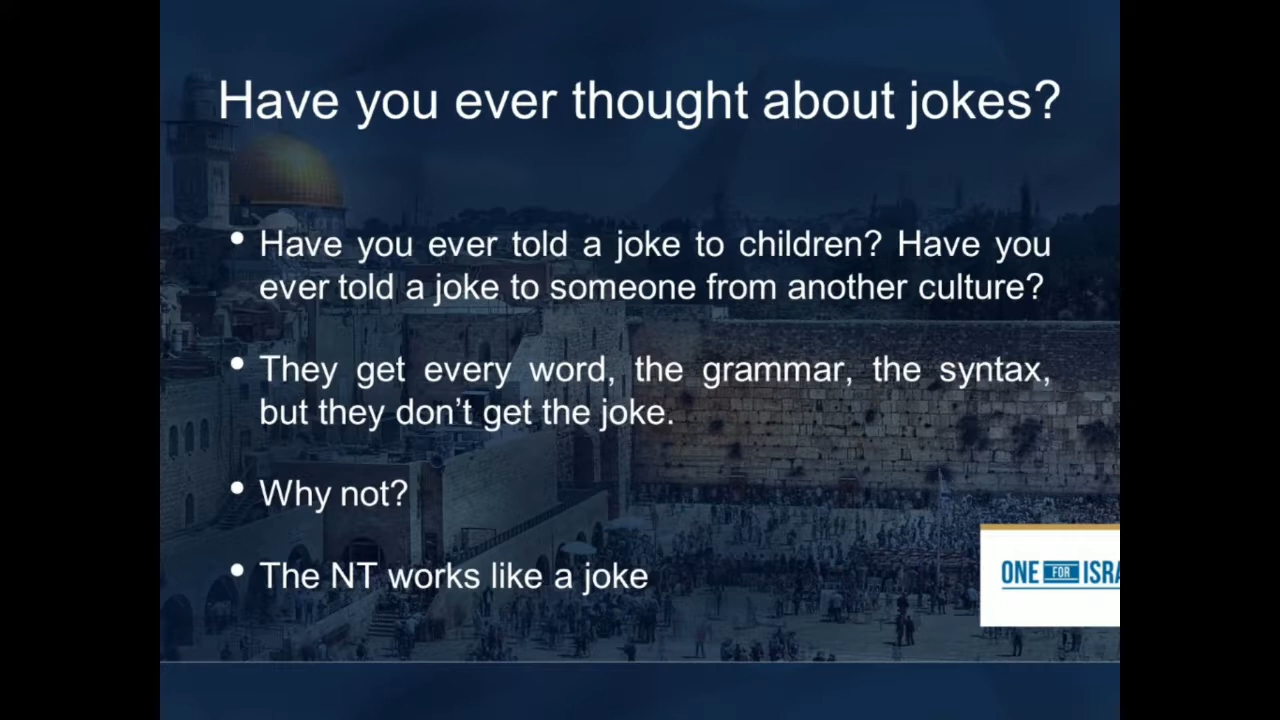 Have you ever thought about jokes?
• Have you ever told a joke to children? Have you
ever told a joke to someone from another culture?
• They get every word, the grammar, the syntax,
but they don’t get the joke.
• Why not?
• The NT works like a joke
ONE FOR ISRA